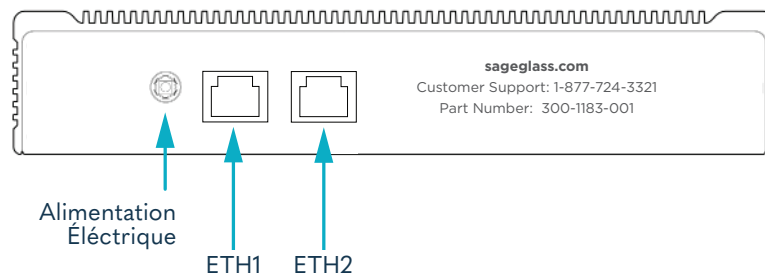 sageglass.com
Customer Support: 1-877-724-3321
Part Number: 300-1183-001
Alimentation
Éléctrique
ETH1
ETH2